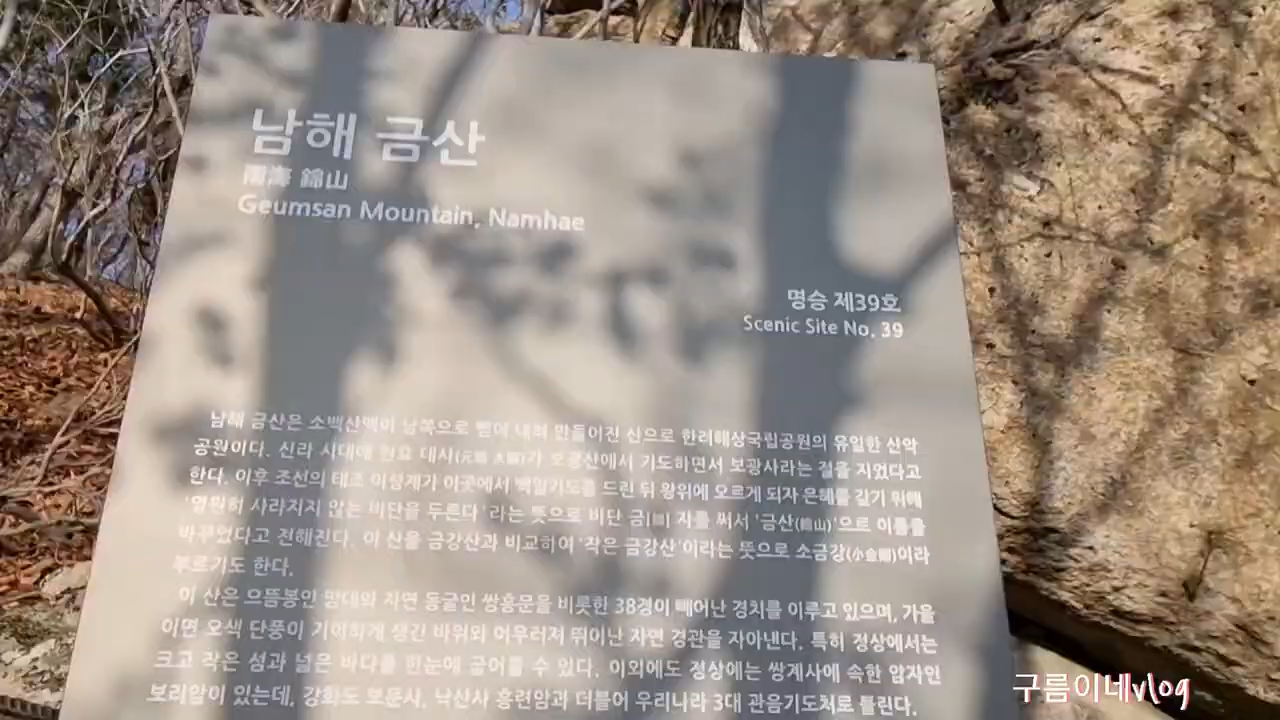 남해 금산
南海 錦山
Geumsan Mountain, Namhae
명승 제39호
Scenic Site No. 39
남해 금산은 소백산맥이 남쪽으로 뻗어 내려 만들어진 산으로 한려해상국립공원의 유일한 산악
공원이다. 신라 시대에 원효 대사(元曉 大師)가 보광산에서 기도하면서 보광사라는 절을 지었다고
한다. 이후 조선의 태조 이성계가 이곳에서 백일기도를 드린 뒤 왕위에 오르게 되자 은혜를 갚기 위해
'영원히 사라지지 않는 비단을 두른다'라는 뜻으로 비단 금(錦) 자를 써서 '금산(錦山)'으로 이름을
바꾸었다고 전해진다. 이 산을 금강산과 비교하여 '작은 금강산'이라는 뜻으로 소금강(小金剛)이라
부르기도 한다.
이 산은 으뜸봉인 망대와 자연 동굴인 쌍홍문을 비롯한 38경이 빼어난 경치를 이루고 있으며, 가을
이면 오색 단풍이 기이하게 생긴 바위와 어우러져 뛰어난 자연 경관을 자아낸다. 특히 정상에서는
크고 작은 섬과 넓은 바다를 한눈에 굽어볼 수 있다. 이외에도 정상에는 쌍계사에 속한 암자인
보리암이 있는데, 강화도 보문사, 낙산사 홍련암과 더불어 우리나라 3대 관음기도처로 불린다.
구름이네vlog